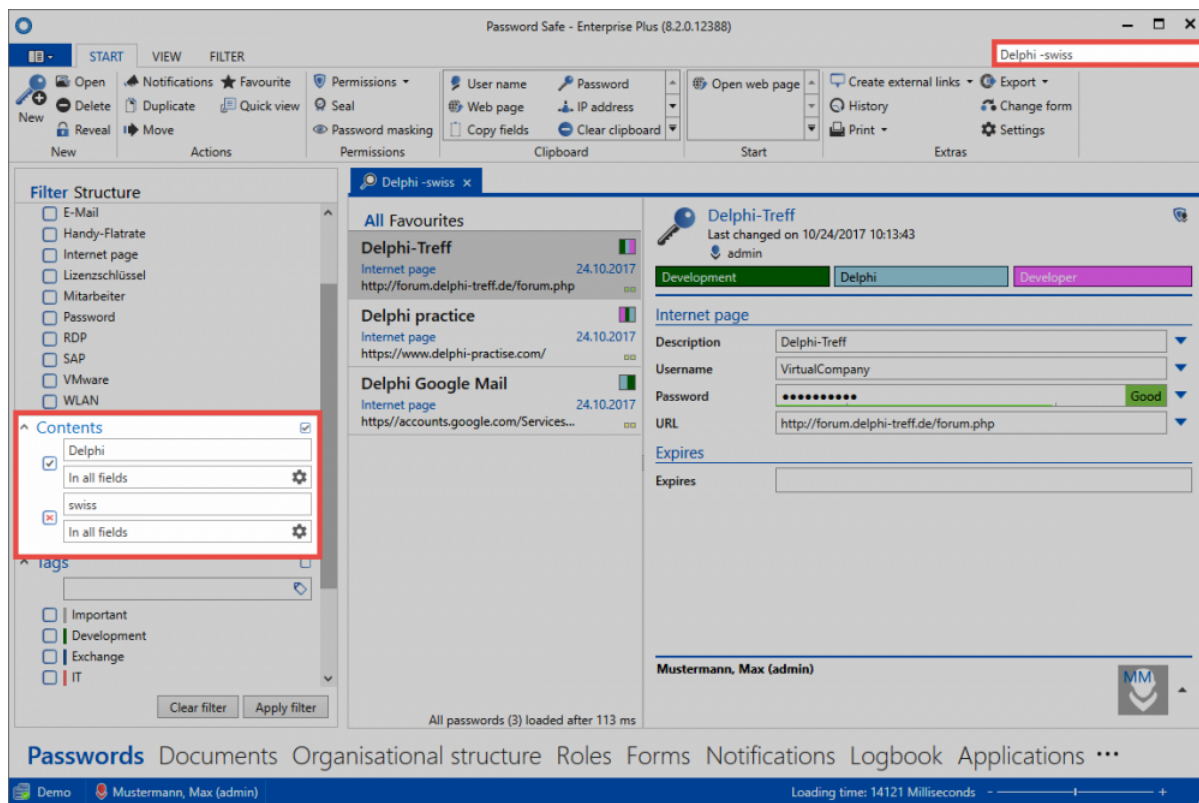 Password Safe - Enterprise Plus (8.2.0.12388)
START VIEW FILTER
Delphi -swiss
New
Open
Delete
Reveal
New
Notifications Favourite
Duplicate Quick view
Move
Actions
Permissions
Seal
Password masking
Permissions
User name Password
Web page IP address
Copy fields Clear clipboard
Clipboard
Open web page
Start
Create external links Export
History Change form
Print Settings
Extras
Filter Structure
E-Mail
Handy-Flatrate
Internet page
Lizenzschlüssel
Mitarbeiter
Password
RDP
SAP
VMware
WLAN
Contents
Delphi
In all fields
swiss
In all fields
Tags
Important
Development
Exchange
IT
Clear filter Apply filter
Delphi -swiss
All Favourites
Delphi-Treff
Internet page 24.10.2017
http://forum.delphi-treff.de/forum.php
Delphi practice
Internet page 24.10.2017
https://www.delphi-practise.com/
Delphi Google Mail
Internet page 24.10.2017
https//accounts.google.com/Services...
All passwords (3) loaded after 113 ms
Delphi-Treff
Last changed on 10/24/2017 10:13:43
admin
Development Delphi Developer
Internet page
Description Delphi-Treff
Username VirtualCompany
Password •••••••••• Good
URL http://forum.delphi-treff.de/forum.php
Expires
Expires
Mustermann, Max (admin)
MM
Passwords Documents Organisational structure Roles Forms Notifications Logbook Applications •••
Demo Mustermann, Max (admin) Loading time: 14121 Milliseconds - +